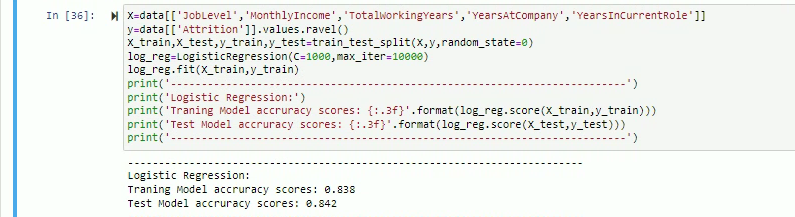 In [36]:
X=data[['JobLevel','MonthlyIncome','TotalWorkingYears','YearsAtCompany','YearsInCurrentRole']]
y=data[['Attrition']].values.ravel()
X_train,X_test,y_train,y_test=train_test_split(X,y,random_state=0)
log_reg=LogisticRegression(C=1000,max_iter=10000)
log_reg.fit(X_train,y_train)
print('----------------------------------------------------------------------')
print('Logistic Regression:')
print('Traning Model accruracy scores: {:.3f}'.format(log_reg.score(X_train,y_train)))
print('Test Model accruracy scores: {:.3f}'.format(log_reg.score(X_test,y_test)))
print('----------------------------------------------------------------------')
----------------------------------------------------------------------
Logistic Regression:
Traning Model accruracy scores: 0.838
Test Model accruracy scores: 0.842